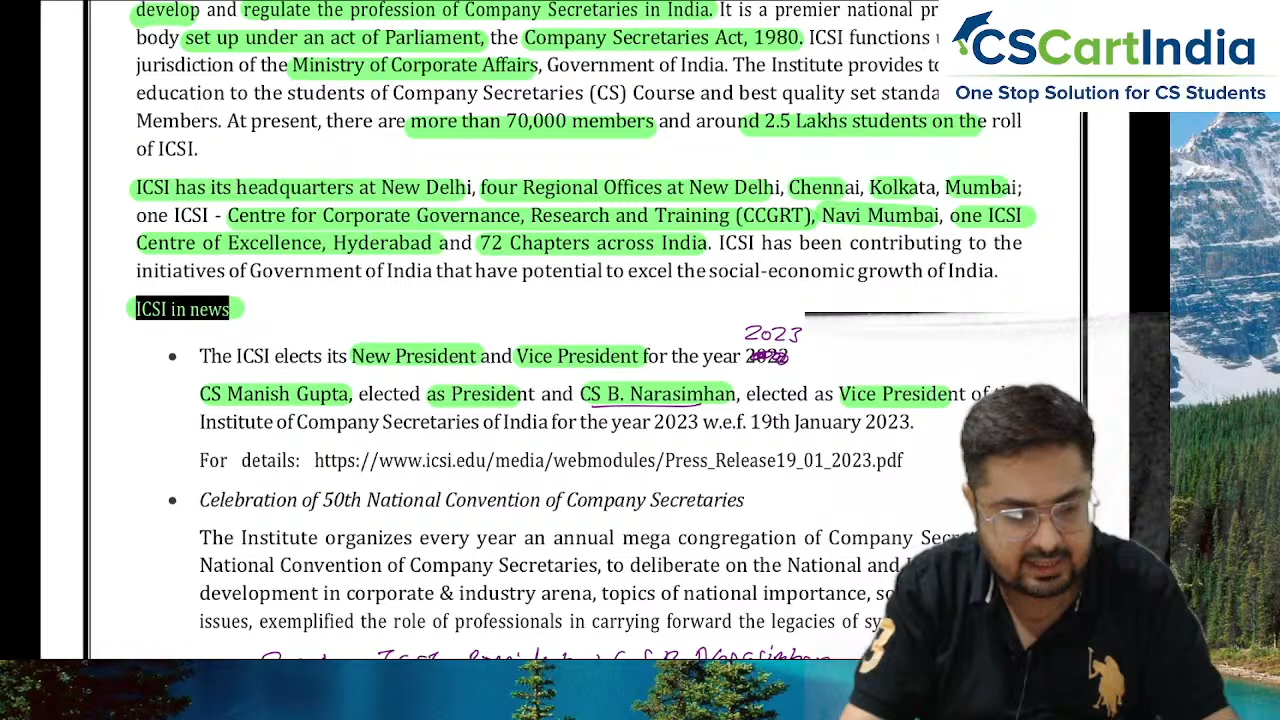 develop and regulate the profession of Company Secretaries in India. It is a premier national pr
body set up under an act of Parliament, the Company Secretaries Act, 1980. ICSI functions
jurisdiction of the Ministry of Corporate Affairs, Government of India. The Institute provides
education to the students of Company Secretaries (CS) Course and best quality set standa
Members. At present, there are more than 70,000 members and around 2.5 Lakhs students on the roll
of ICSI.
CSCartIndia
One Stop Solution for CS Students
ICSI has its headquarters at New Delhi, four Regional Offices at New Delhi, Chennai, Kolkata, Mumbai;
one ICSI - Centre for Corporate Governance, Research and Training (CCGRT), Navi Mumbai, one ICSI
Centre of Excellence, Hyderabad and 72 Chapters across India. ICSI has been contributing to the
initiatives of Government of India that have potential to excel the social-economic growth of India.
ICSI in news
2023
• The ICSI elects its New President and Vice President for the year
CS Manish Gupta, elected as President and CS B. Narasimhan, elected as Vice President of
Institute of Company Secretaries of India for the year 2023 w.e.f. 19th January 2023.
For details: https://www.icsi.edu/media/webmodules/Press_Release19_01_2023.pdf
• Celebration of 50th National Convention of Company Secretaries
The Institute organizes every year an annual mega congregation of Company Sec
National Convention of Company Secretaries, to deliberate on the National and
development in corporate & industry arena, topics of national importance, so
issues, exemplified the role of professionals in carrying forward the legacies of sy
ICSI President CS B Narasimhan
3